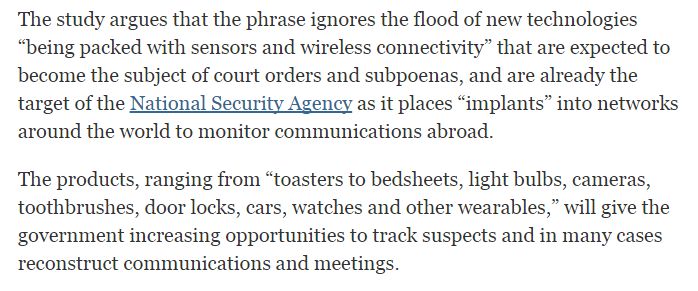 The study argues that the phrase ignores the flood of new technologies
“being packed with sensors and wireless connectivity” that are expected to
become the subject of court orders and subpoenas, and are already the
target of the National Security Agency as it places “implants” into networks
around the world to monitor communications abroad.
The products, ranging from “toasters to bedsheets, light bulbs, cameras,
toothbrushes, door locks, cars, watches and other wearables,” will give the
government increasing opportunities to track suspects and in many cases
reconstruct communications and meetings.